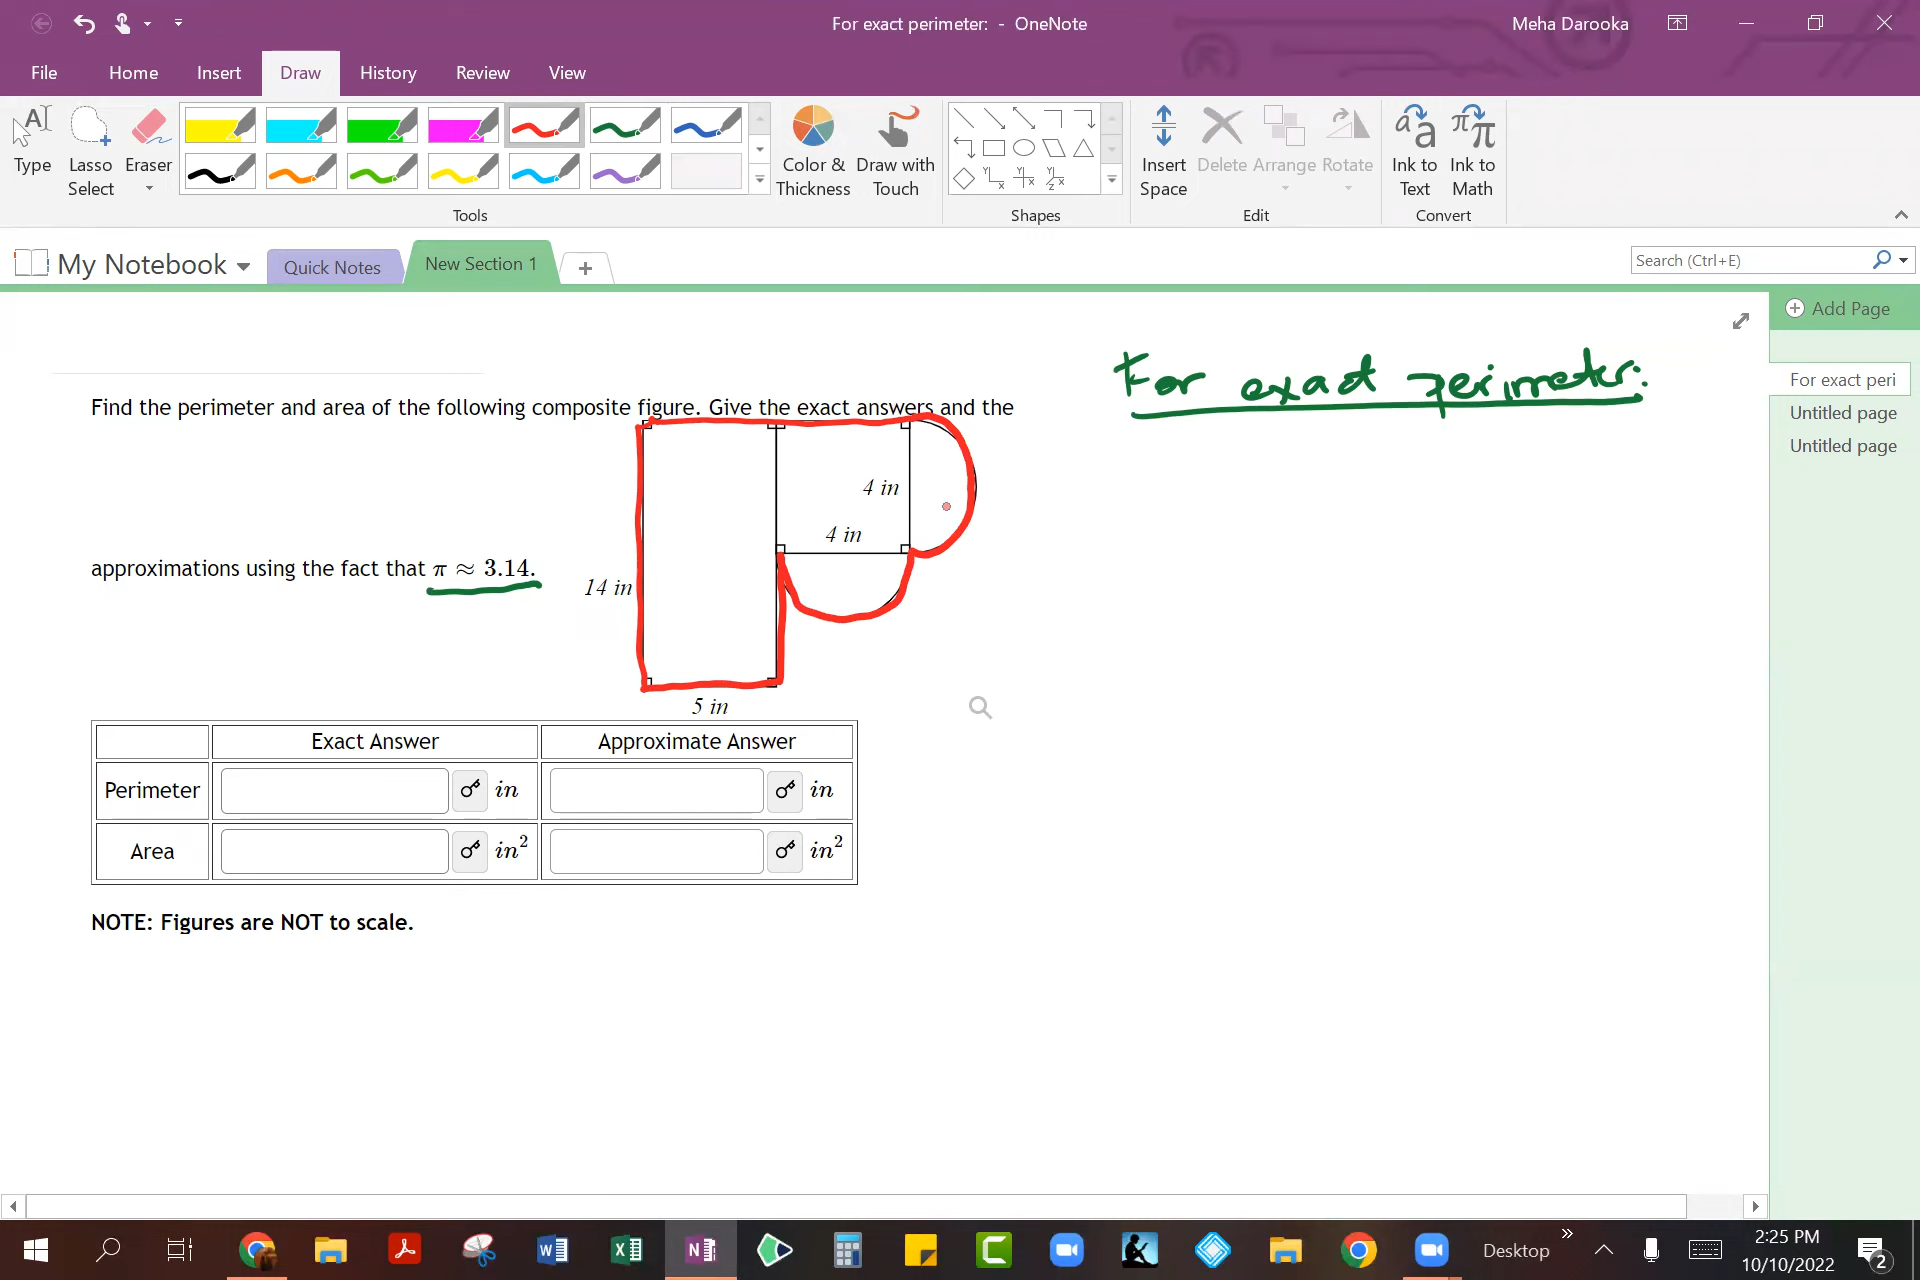 For exact perimeter: - OneNote
Meha Darooka
File Home Insert Draw History Review View
Type
Lasso Select
Eraser
Color & Thickness
Draw with Touch
Insert Space
Delete
Arrange
Rotate
Ink to Text
Ink to Math
Tools
Shapes
Edit
Convert
My Notebook
Quick Notes
New Section 1
Search (Ctrl+E)
Add Page
For exact peri
Untitled page
Untitled page
For exact perimeter:
Find the perimeter and area of the following composite figure. Give the exact answers and the
4 in
4 in
approximations using the fact that π ≈ 3.14.
14 in
5 in
Exact Answer Approximate Answer
Perimeter in in
Area in² in²
NOTE: Figures are NOT to scale.
Desktop
2:25 PM
10/10/2022
2